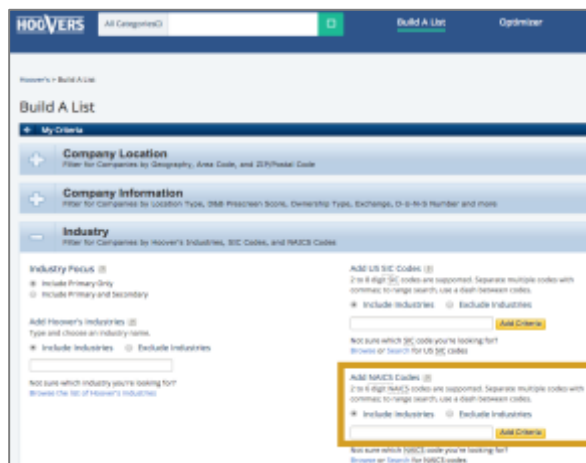 HOOVERS
All Categories
Build A List
Optimizer
Hoover's > Build A List
Build A List
My Criteria
Company Location
Filter for Companies by Geography, Area Code, and ZIP/Postal Code
Company Information
Filter for Companies by Location Type, D&B Prescreen Score, Ownership Type, Exchange, D-U-N-S Number and more
Industry
Filter for Companies by Hoover's Industries, SIC Codes, and NAICS Codes
Industry Focus
Include Primary Only
Include Primary and Secondary
Add Hoover's Industries
Type and choose an industry name.
Include Industries Exclude Industries
Not sure which industry you're looking for?
Browse the list of Hoover's Industries
Add US SIC Codes
2 to 8 digit SIC codes are supported. Separate multiple codes with
commas; to range search, use a dash between codes.
Include Industries Exclude Industries
Add Criteria
Not sure which SIC code you're looking for?
Browse or Search for US SIC codes
Add NAICS Codes
2 to 6 digit NAICS codes are supported. Separate multiple codes with
commas; to range search, use a dash between codes.
Include Industries Exclude Industries
Add Criteria
Not sure which NAICS code you're looking for?
Browse or Search for NAICS codes